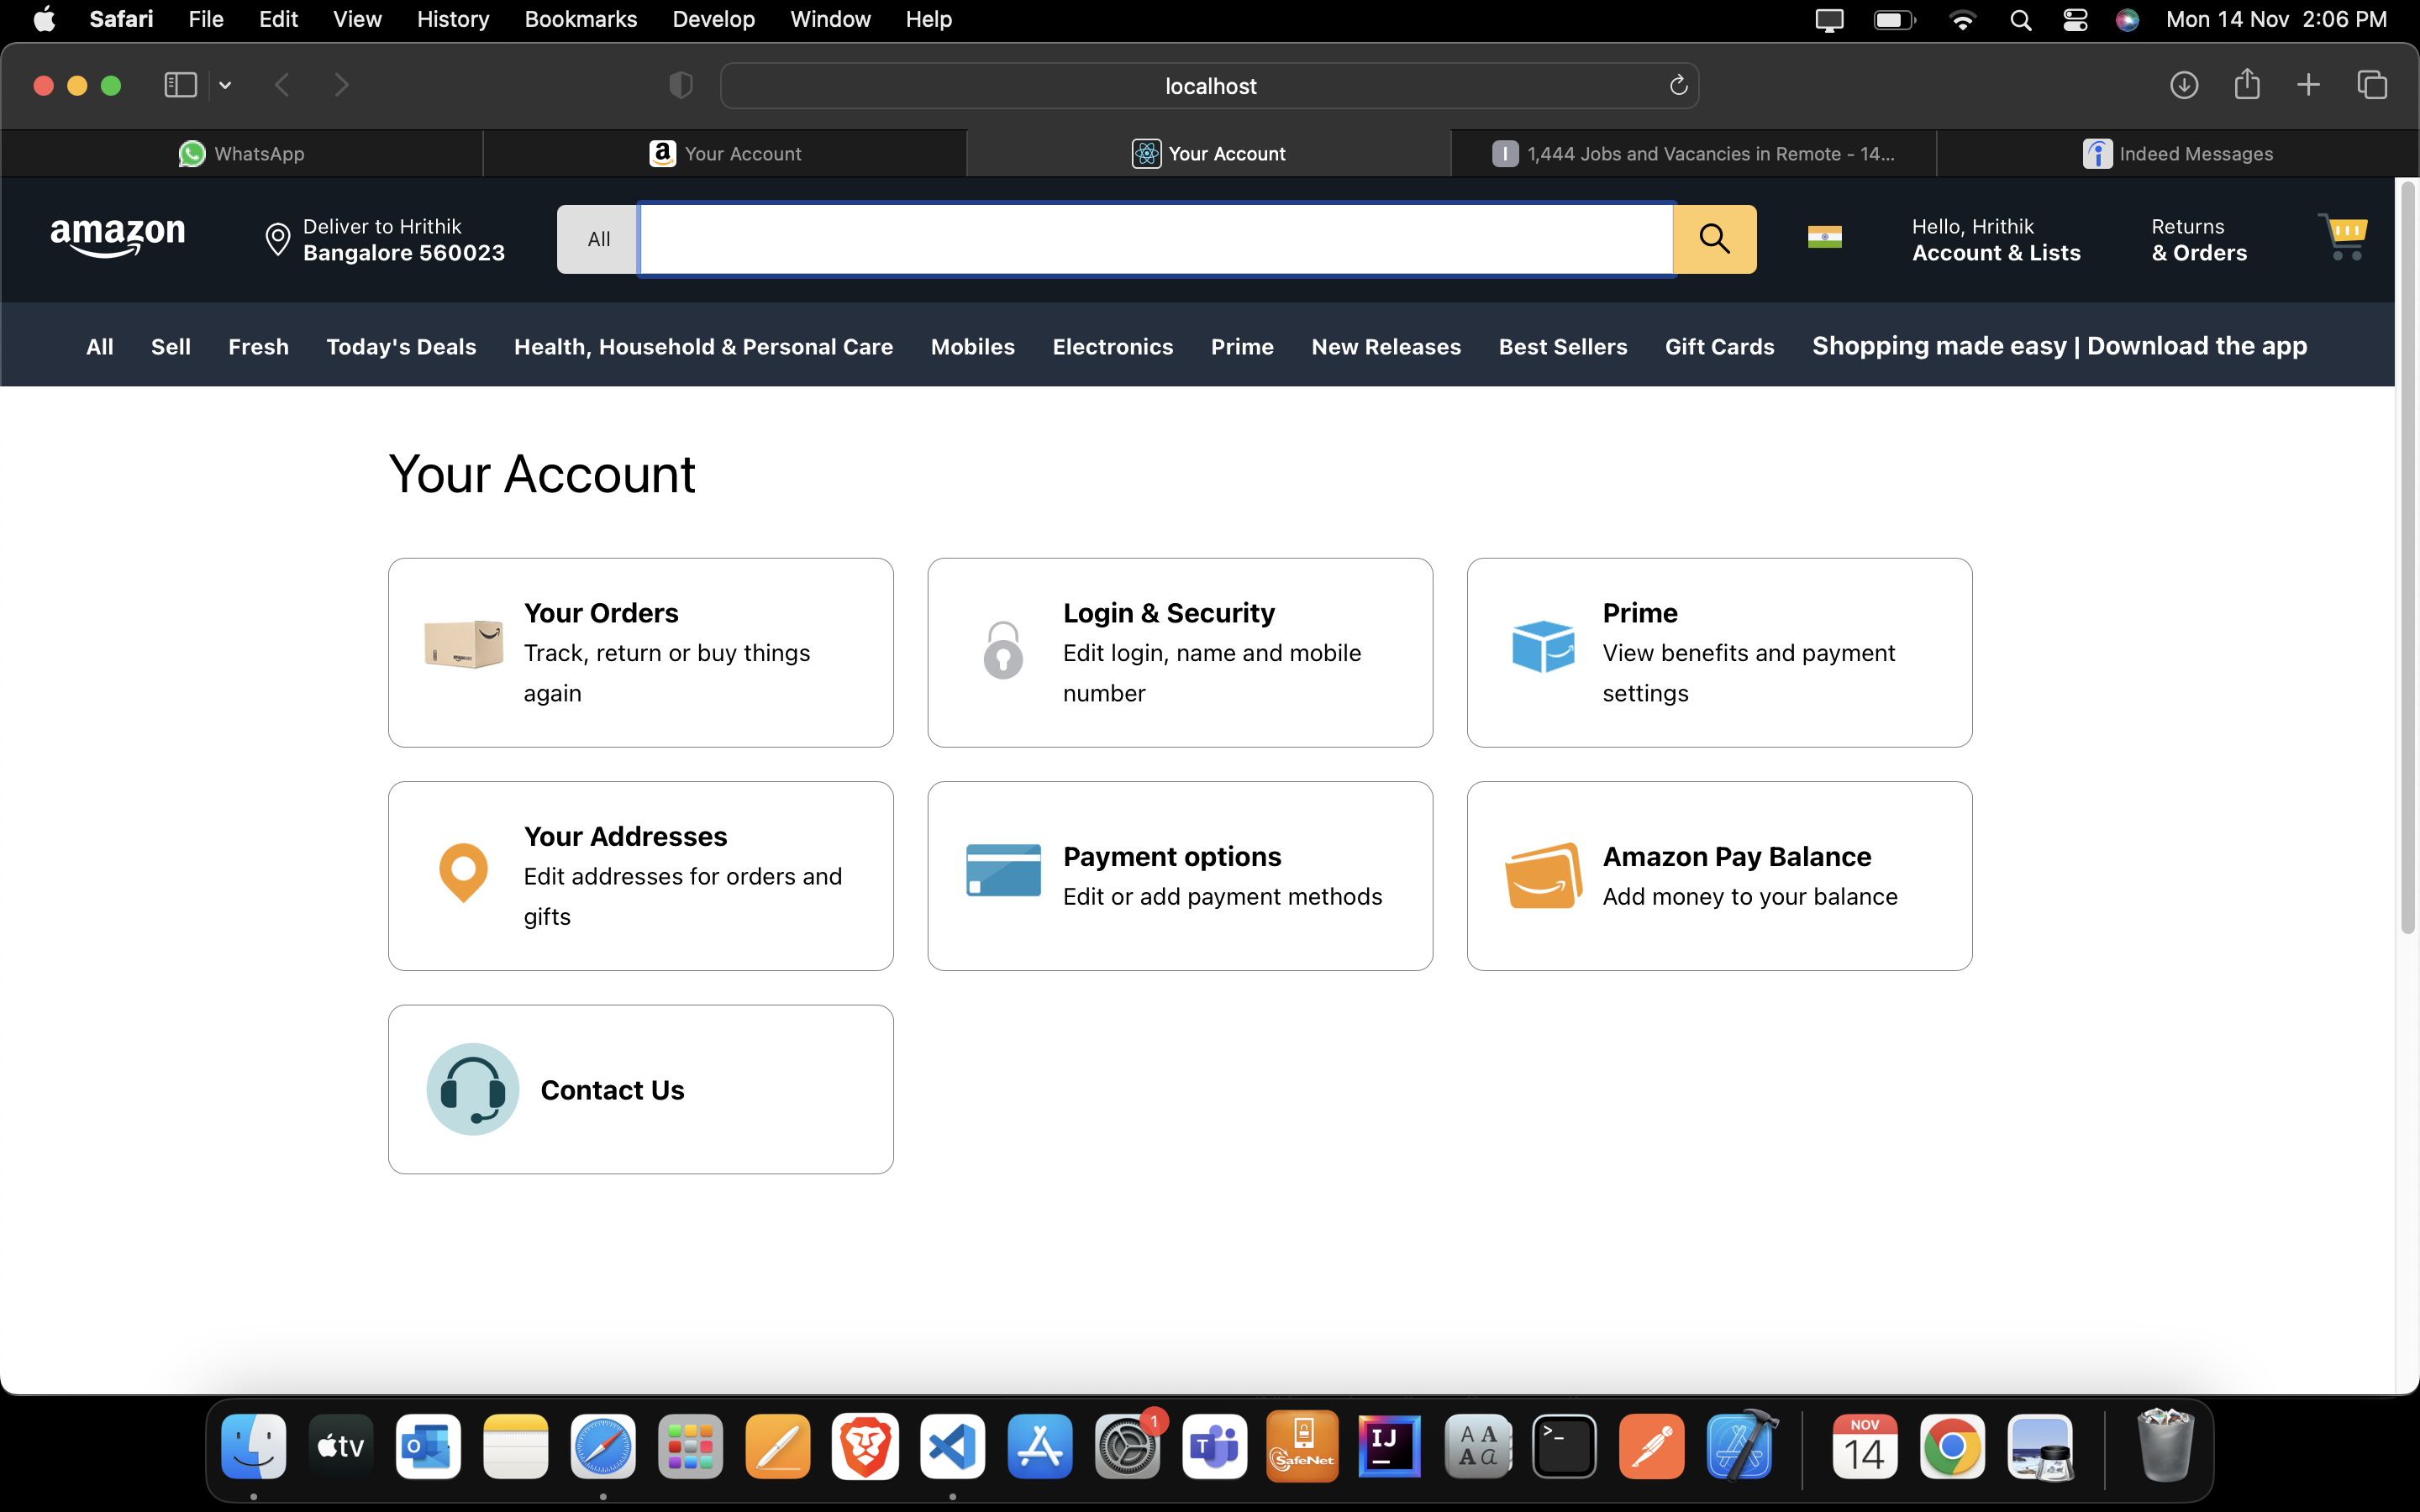 Safari File Edit View History Bookmarks Develop Window Help Mon 14 Nov 2:06 PM
localhost
WhatsApp Your Account Your Account 1,444 Jobs and Vacancies in Remote - 14... Indeed Messages
amazon
Deliver to Hrithik
Bangalore 560023
All
Hello, Hrithik
Account & Lists
Returns
& Orders
All Sell Fresh Today's Deals Health, Household & Personal Care Mobiles Electronics Prime New Releases Best Sellers Gift Cards Shopping made easy | Download the app
Your Account
Your Orders
Track, return or buy things
again
Login & Security
Edit login, name and mobile
number
Prime
View benefits and payment
settings
Your Addresses
Edit addresses for orders and
gifts
Payment options
Edit or add payment methods
Amazon Pay Balance
Add money to your balance
Contact Us
tv
O
1
T
SafeNet
IJ
A A
A a
>_
NOV
14